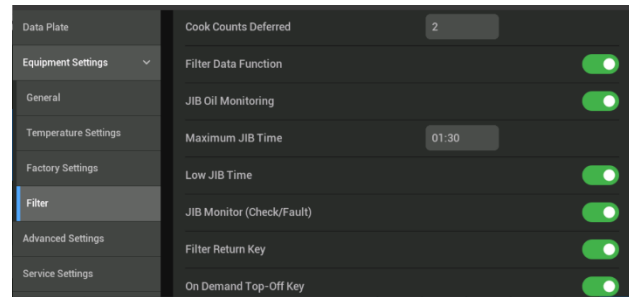 Data Plate
Equipment Settings
General
Temperature Settings
Factory Settings
Filter
Advanced Settings
Service Settings
Cook Counts Deferred 2
Filter Data Function
JIB Oil Monitoring
Maximum JIB Time 01:30
Low JIB Time
JIB Monitor (Check/Fault)
Filter Return Key
On Demand Top-Off Key